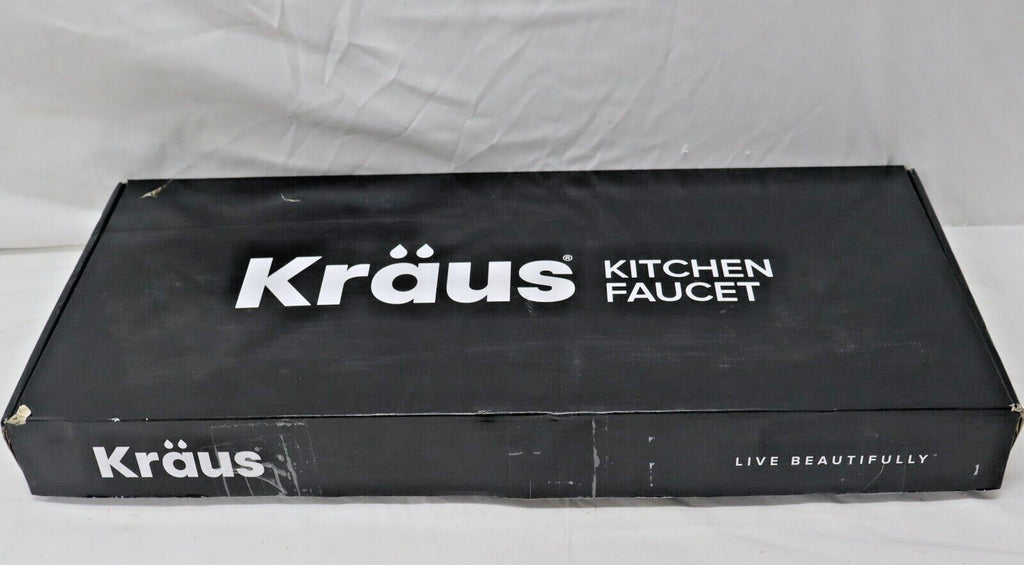 Kräus® KITCHEN
FAUCET
Kräus
LIVE BEAUTIFULLY